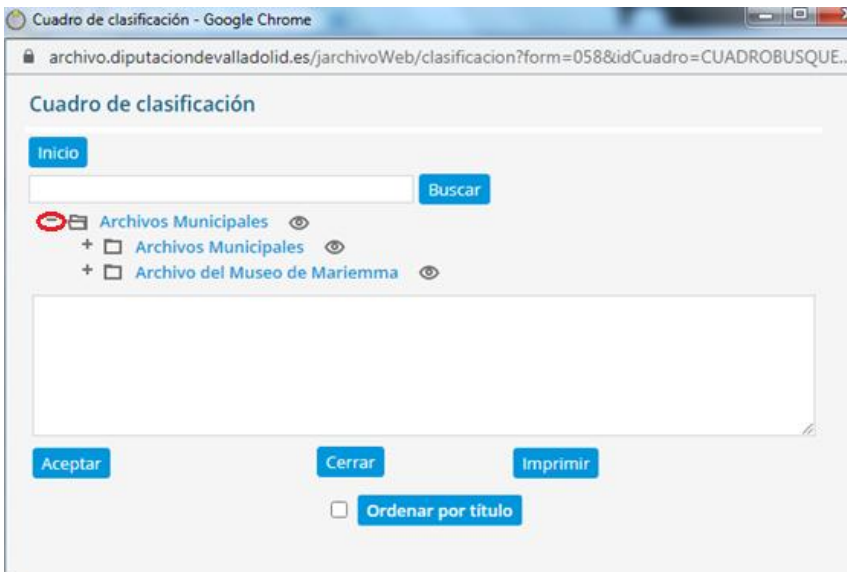 Cuadro de clasificación - Google Chrome
archivo.diputaciondevalladolid.es/jarchivoWeb/clasificacion?form=058&idCuadro=CUADROBUSQUE...
Cuadro de clasificación
Inicio
Buscar
- Archivos Municipales
+ Archivos Municipales
+ Archivo del Museo de Mariemma
Aceptar Cerrar Imprimir
Ordenar por título